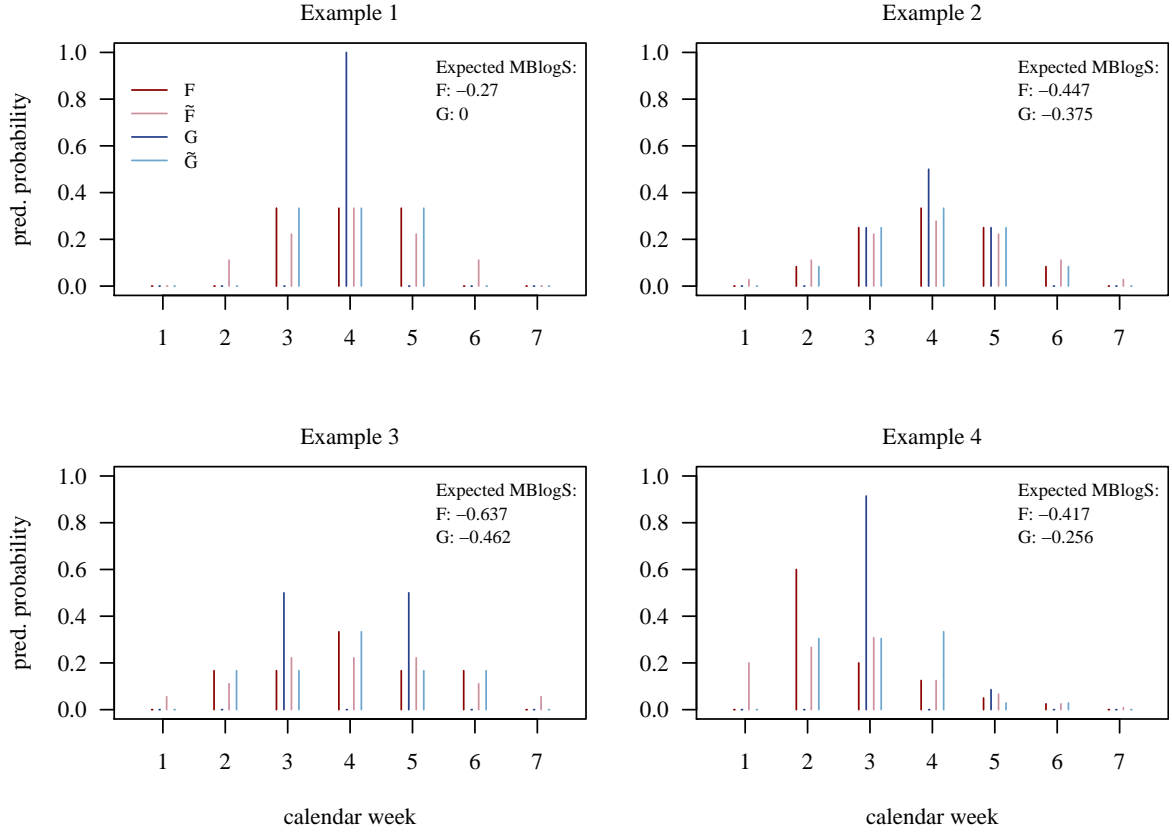 Example 1
pred. probability
1.0
0.8
0.6
0.4
0.2
0.0
F
F̃
G
G̃
Expected MBlogS:
F: −0.27
G: 0
1 2 3 4 5 6 7
Example 2
1.0
0.8
0.6
0.4
0.2
0.0
Expected MBlogS:
F: −0.447
G: −0.375
1 2 3 4 5 6 7
Example 3
pred. probability
1.0
0.8
0.6
0.4
0.2
0.0
Expected MBlogS:
F: −0.637
G: −0.462
1 2 3 4 5 6 7
calendar week
Example 4
1.0
0.8
0.6
0.4
0.2
0.0
Expected MBlogS:
F: −0.417
G: −0.256
1 2 3 4 5 6 7
calendar week